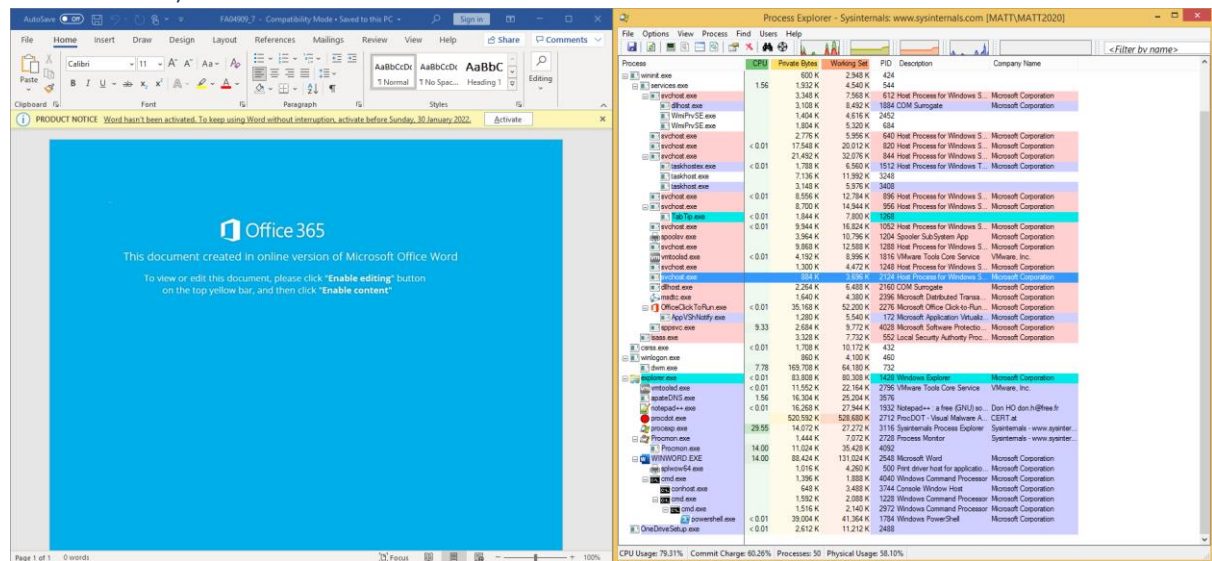 AutoSave Off FA04909_7 - Compatibility Mode • Saved to this PC Sign in
File Home Insert Draw Design Layout References Mailings Review View Help Share Comments
Paste Calibri 11 A^ A˅ Aa A
B I U ab x₂ x² A A
AaBbCcDc AaBbCcDc AaBbC
¶ Normal ¶ No Spac... Heading 1
Editing
Clipboard Font Paragraph Styles
PRODUCT NOTICE Word hasn't been activated. To keep using Word without interruption, activate before Sunday, 30 January 2022. Activate
Office 365
This document created in online version of Microsoft Office Word
To view or edit this document, please click "Enable editing" button
on the top yellow bar, and then click "Enable content"
Page 1 of 1 0 words Focus 100%
Process Explorer - Sysinternals: www.sysinternals.com [MATT\MATT2020]
File Options View Process Find Users Help
<Filter by name>
Process CPU Private Bytes Working Set PID Description Company Name
wininit.exe 600 K 2,948 K 424
services.exe 1.56 1,932 K 4,540 K 544
svchost.exe 3,348 K 7,568 K 612 Host Process for Windows S... Microsoft Corporation
dllhost.exe 3,108 K 8,492 K 1884 COM Surrogate Microsoft Corporation
WmiPrvSE.exe 1,404 K 4,616 K 2452
WmiPrvSE.exe 1,804 K 5,320 K 684
svchost.exe 2,776 K 5,956 K 640 Host Process for Windows S... Microsoft Corporation
svchost.exe < 0.01 17,548 K 20,012 K 820 Host Process for Windows S... Microsoft Corporation
svchost.exe 21,492 K 32,076 K 844 Host Process for Windows S... Microsoft Corporation
taskhostex.exe < 0.01 1,788 K 6,560 K 1512 Host Process for Windows T... Microsoft Corporation
taskhost.exe 7,136 K 11,992 K 3248
taskhost.exe 3,148 K 5,976 K 3408
svchost.exe < 0.01 8,556 K 12,784 K 896 Host Process for Windows S... Microsoft Corporation
svchost.exe 8,700 K 14,944 K 956 Host Process for Windows S... Microsoft Corporation
TabTip.exe < 0.01 1,844 K 7,800 K 1268
svchost.exe < 0.01 9,944 K 16,824 K 1052 Host Process for Windows S... Microsoft Corporation
spoolsv.exe 3,964 K 10,796 K 1204 Spooler SubSystem App Microsoft Corporation
svchost.exe 9,868 K 12,588 K 1288 Host Process for Windows S... Microsoft Corporation
vmtoolsd.exe < 0.01 4,192 K 8,996 K 1816 VMware Tools Core Service VMware, Inc.
svchost.exe 1,300 K 4,472 K 1248 Host Process for Windows S... Microsoft Corporation
svchost.exe 884 K 3,696 K 2124 Host Process for Windows S... Microsoft Corporation
dllhost.exe 2,264 K 6,488 K 2160 COM Surrogate Microsoft Corporation
msdtc.exe 1,640 K 4,380 K 2396 Microsoft Distributed Transa... Microsoft Corporation
OfficeClickToRun.exe < 0.01 35,168 K 52,200 K 2276 Microsoft Office Click-to-Run... Microsoft Corporation
AppVShNotify.exe 1,280 K 5,540 K 172 Microsoft Application Virtualiz... Microsoft Corporation
sppsvc.exe 9.33 2,684 K 9,772 K 4028 Microsoft Software Protectio... Microsoft Corporation
lsass.exe 3,328 K 7,732 K 552 Local Security Authority Proc... Microsoft Corporation
csrss.exe < 0.01 1,708 K 10,172 K 432
winlogon.exe 860 K 4,100 K 460
dwm.exe 7.78 169,708 K 64,180 K 732
explorer.exe < 0.01 83,808 K 80,308 K 1428 Windows Explorer Microsoft Corporation
vmtoolsd.exe < 0.01 11,552 K 22,164 K 2796 VMware Tools Core Service VMware, Inc.
apateDNS.exe 1.56 16,304 K 25,204 K 3576
notepad++.exe < 0.01 16,268 K 27,944 K 1932 Notepad++ : a free (GNU) so... Don HO don.h@free.fr
procdot.exe 520,592 K 528,680 K 2712 ProcDOT - Visual Malware A... CERT.at
procexp.exe 29.55 14,072 K 27,272 K 3116 Sysinternals Process Explorer Sysinternals - www.sysinter...
Procmon.exe 1,444 K 7,072 K 2728 Process Monitor Sysinternals - www.sysinter...
Procmon.exe 14.00 11,024 K 35,428 K 4092
WINWORD.EXE 14.00 88,424 K 131,024 K 2548 Microsoft Word Microsoft Corporation
splwow64.exe 1,016 K 4,260 K 500 Print driver host for applicatio... Microsoft Corporation
cmd.exe 1,396 K 1,888 K 4040 Windows Command Processor Microsoft Corporation
conhost.exe 648 K 3,488 K 3744 Console Window Host Microsoft Corporation
cmd.exe 1,592 K 2,088 K 1228 Windows Command Processor Microsoft Corporation
cmd.exe 1,516 K 2,140 K 2972 Windows Command Processor Microsoft Corporation
powershell.exe < 0.01 39,004 K 41,364 K 1784 Windows PowerShell Microsoft Corporation
OneDriveSetup.exe < 0.01 2,612 K 11,212 K 2488
CPU Usage: 79.31% Commit Charge: 60.26% Processes: 50 Physical Usage: 58.10%